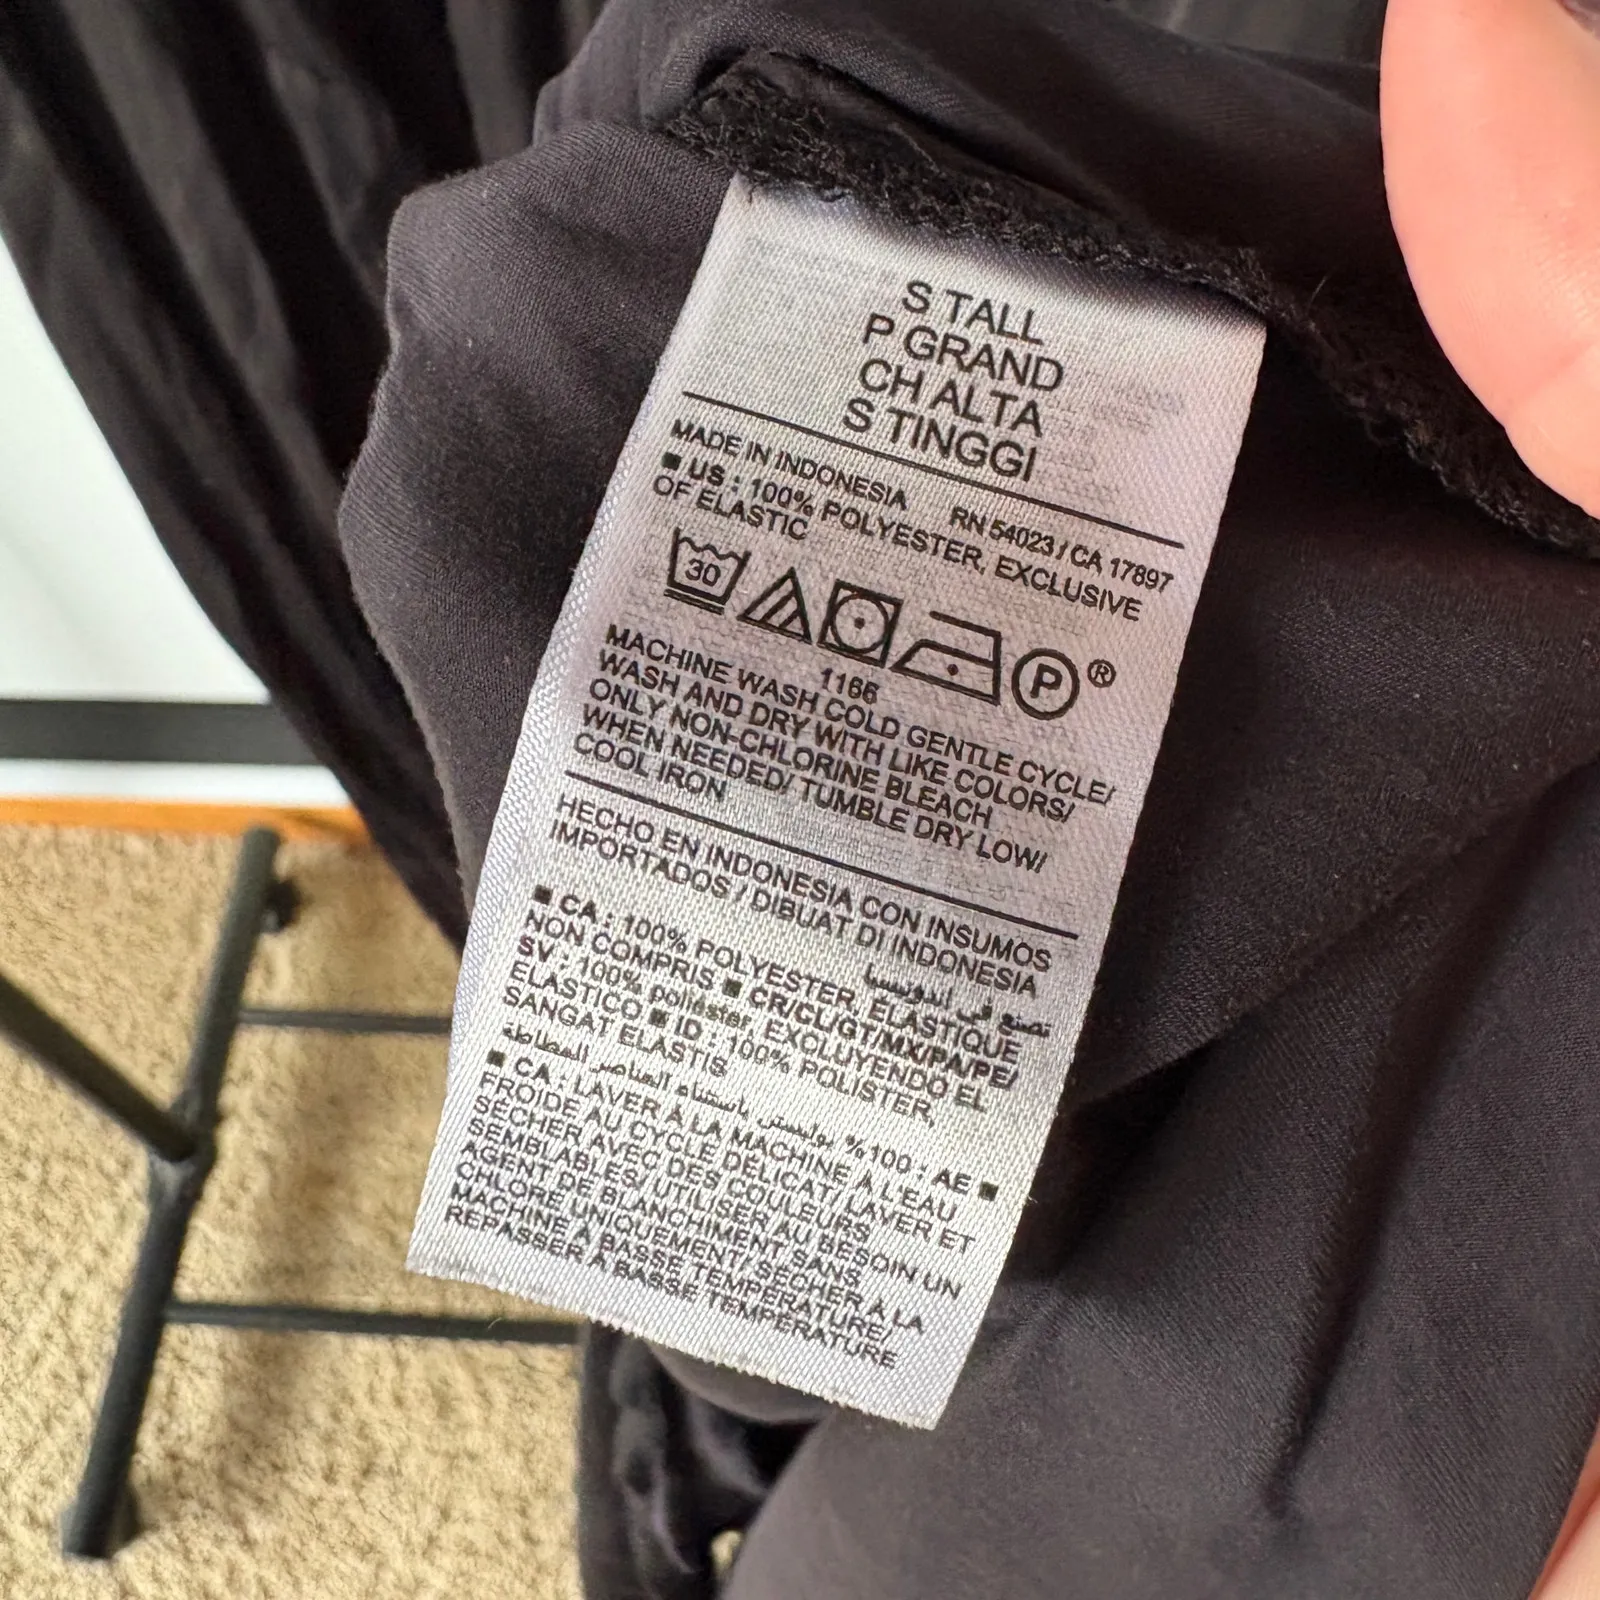 S TALL
P GRAND
CH ALTA
S TINGGI
MADE IN INDONESIA RN 54023 / CA 17897
■ US : 100% POLYESTER, EXCLUSIVE
OF ELASTIC
30
P ®
1166
MACHINE WASH COLD GENTLE CYCLE/
WASH AND DRY WITH LIKE COLORS/
ONLY NON-CHLORINE BLEACH
WHEN NEEDED/ TUMBLE DRY LOW/
COOL IRON
HECHO EN INDONESIA CON INSUMOS
IMPORTADOS / DIBUAT DI INDONESIA
تصنع في اندونيسيا
■ CA : 100% POLYESTER, ELASTIQUE
NON COMPRIS ■ CR/CL/GT/MX/PA/PE/
SV : 100% poliéster, EXCLUYENDO EL
ELASTICO ■ ID : 100% POLISTER,
SANGAT ELASTIS
■ AE : 100% بوليستر, باستثناء العناصر المطاطة
■ CA : LAVER À LA MACHINE À L'EAU
FROIDE AU CYCLE DÉLICAT/ LAVER ET
SÉCHER AVEC DES COULEURS
SEMBLABLES/ UTILISER AU BESOIN UN
AGENT DE BLANCHIMENT SANS
CHLORE UNIQUEMENT/ SÉCHER À LA
MACHINE À BASSE TEMPÉRATURE/
REPASSER À BASSE TEMPÉRATURE